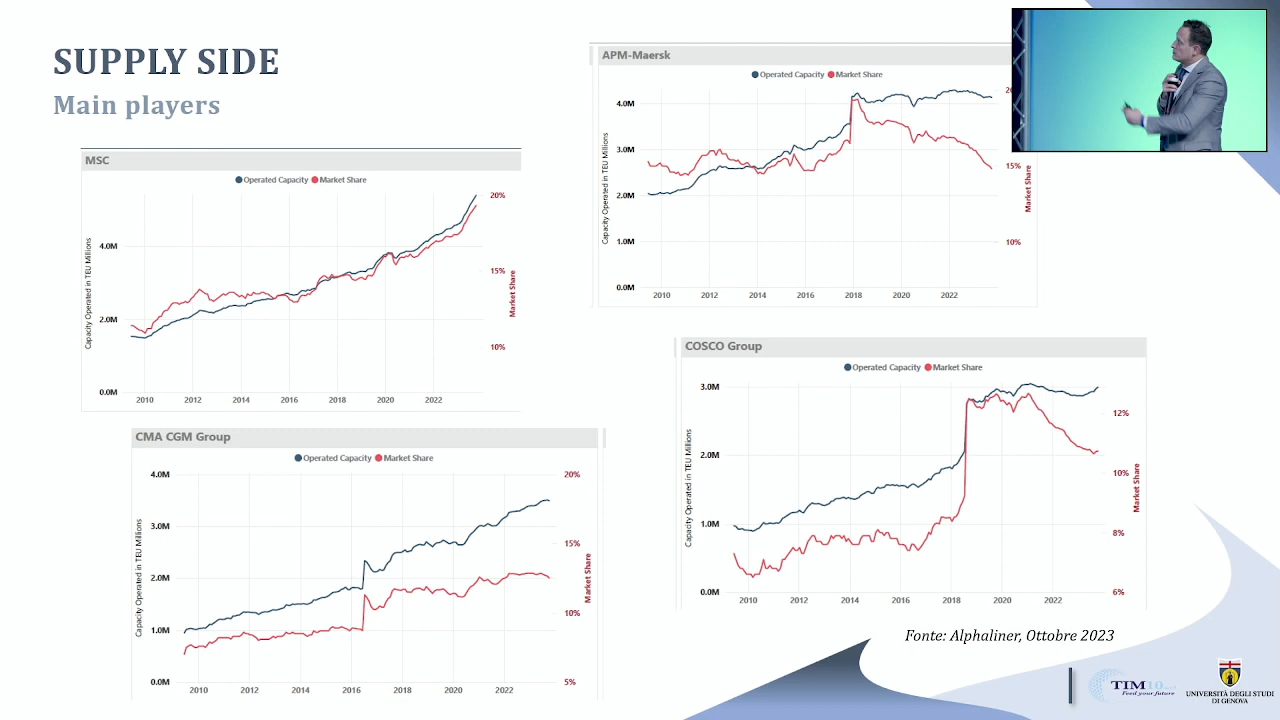 SUPPLY SIDE
Main players
MSC
Operated Capacity Market Share
Capacity Operated in TEU Millions
4.0M
2.0M
0.0M
20%
15%
10%
Market Share
2010 2012 2014 2016 2018 2020 2022
APM-Maersk
Operated Capacity Market Share
Capacity Operated in TEU Millions
4.0M
3.0M
2.0M
1.0M
0.0M
15%
10%
Market Share
2010 2012 2014 2016 2018 2020 2022
CMA CGM Group
Operated Capacity Market Share
Capacity Operated in TEU Millions
4.0M
3.0M
2.0M
1.0M
0.0M
20%
15%
10%
5%
Market Share
2010 2012 2014 2016 2018 2020 2022
COSCO Group
Operated Capacity Market Share
Capacity Operated in TEU Millions
3.0M
2.0M
1.0M
0.0M
12%
10%
8%
6%
Market Share
2010 2012 2014 2016 2018 2020 2022
Fonte: Alphaliner, Ottobre 2023
Feed your future
UNIVERSITÀ DEGLI STUDI
DI GENOVA